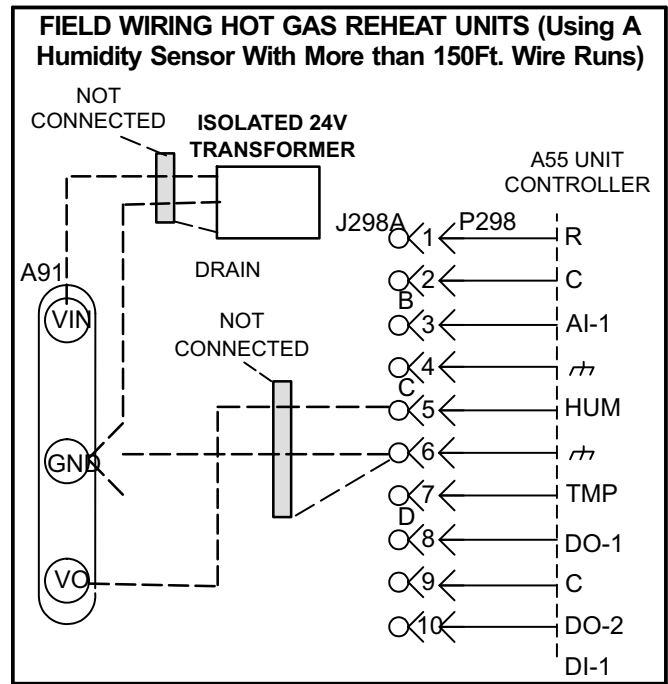 FIELD WIRING HOT GAS REHEAT UNITS (Using A
Humidity Sensor With More than 150Ft. Wire Runs)
NOT
CONNECTED
ISOLATED 24V
TRANSFORMER
A55 UNIT
CONTROLLER
J298A
P298
1
R
A91
DRAIN
2
C
B
VIN
3
AI-1
NOT
CONNECTED
4
C
5
HUM
GND
6
7
TMP
D
8
DO-1
VO
9
C
10
DO-2
DI-1